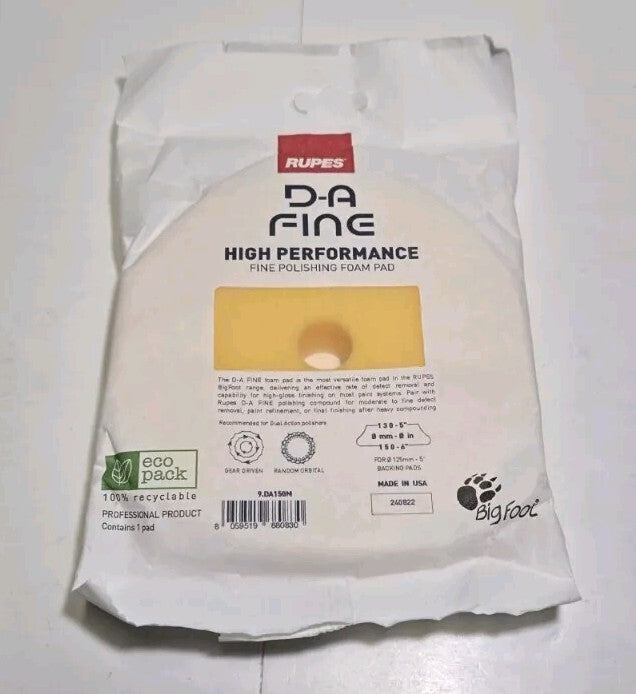 RUPES
D-A
FINE
HIGH PERFORMANCE
FINE POLISHING FOAM PAD
The D-A FINE foam pad is the most versatile foam pad in the RUPES
BigFoot range, delivering an effective rate of defect removal and
capability for high-gloss finishing on most paint systems. Pair with
Rupes D-A FINE polishing compound for moderate to fine defect
removal, paint refinement, or final finishing after heavy compounding
Recommended for Dual Action polishers
GEAR DRIVEN
RANDOM ORBITAL
130 - 5"
Ø mm - Ø in
150 - 6"
FOR Ø 125mm - 5"
BACKING PADS
eco
pack
100% recyclable
PROFESSIONAL PRODUCT
Contains 1 pad
9.DA150M
8 059519 660830
MADE IN USA
240822
BigFoot